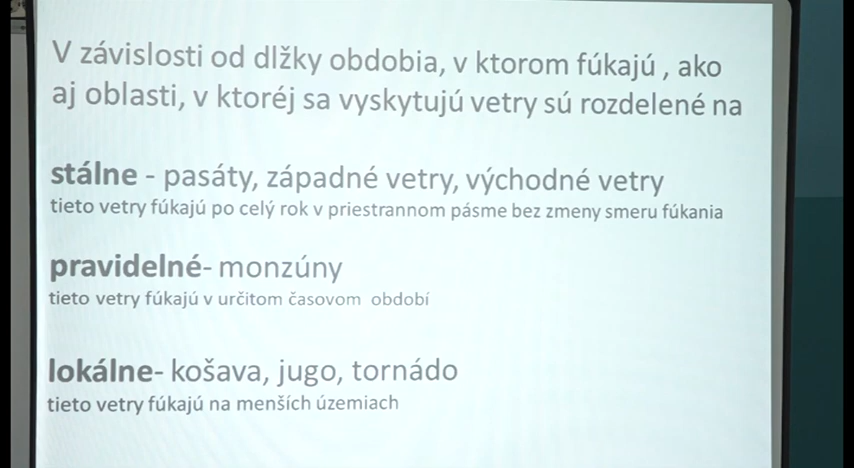 V závislosti od dlžky obdobia, v ktorom fúkajú , ako
aj oblasti, v ktoréj sa vyskytujú vetry sú rozdelené na
stálne - pasáty, západné vetry, východné vetry
tieto vetry fúkajú po celý rok v priestrannom pásme bez zmeny smeru fúkania
pravidelné- monzúny
tieto vetry fúkajú v určitom časovom období
lokálne- košava, jugo, tornádo
tieto vetry fúkajú na menších územiach